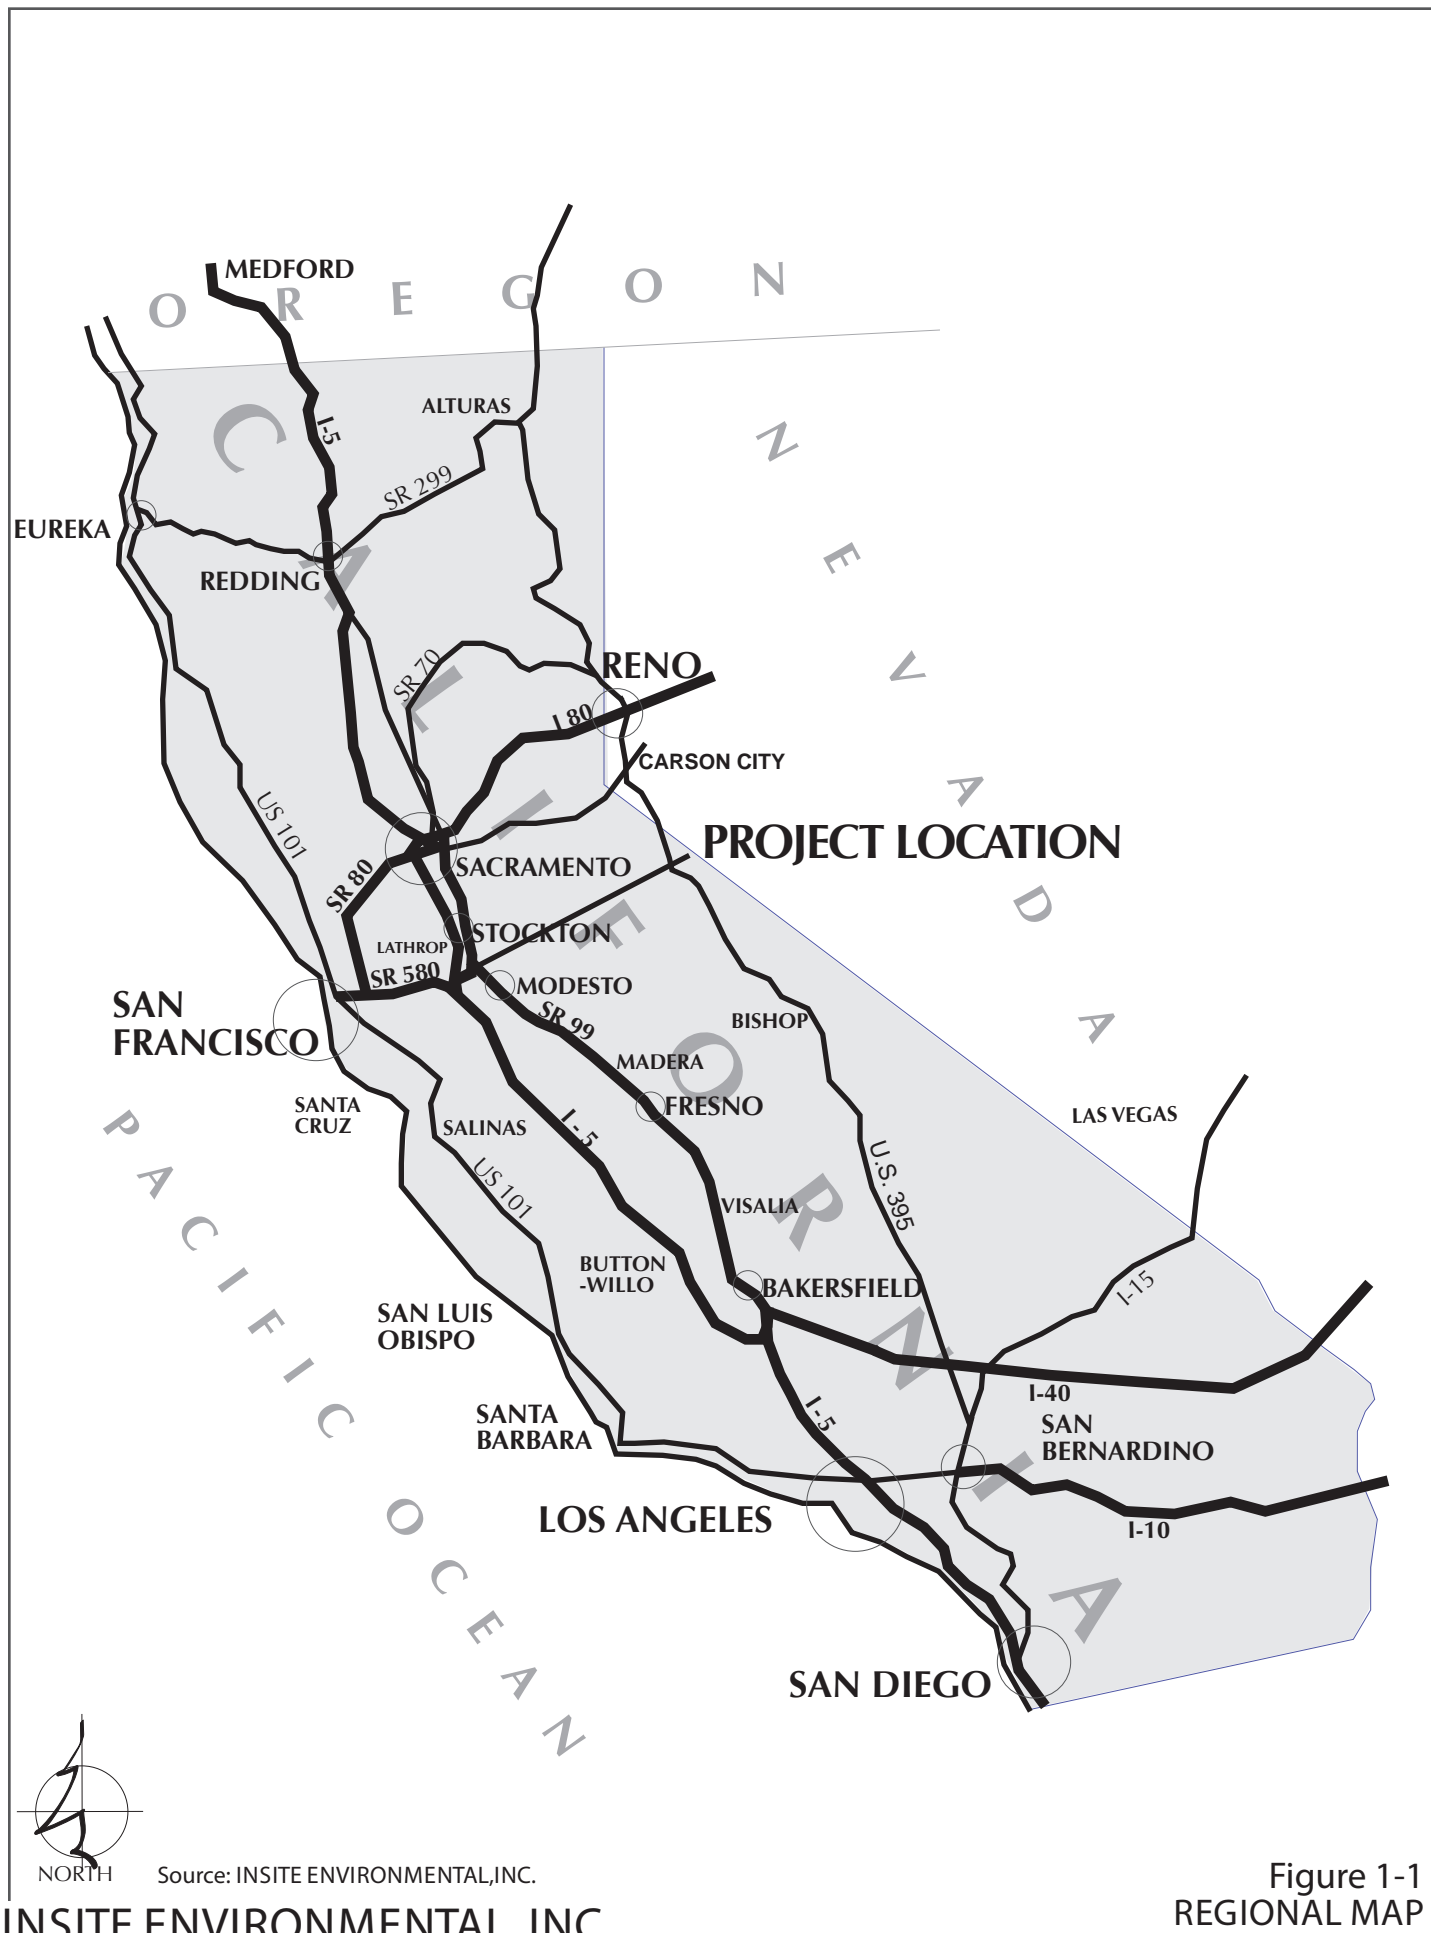 MEDFORD
O R E G O N
C A L I F O R N I A
N E V A D A
P A C I F I C O C E A N
I-5
ALTURAS
SR 299
EUREKA
REDDING
SR 70
RENO
I 80
CARSON CITY
US 101
PROJECT LOCATION
SACRAMENTO
SR 80
STOCKTON
LATHROP
SR 580
MODESTO
SAN
FRANCISCO
SR 99
BISHOP
MADERA
FRESNO
SANTA
CRUZ
SALINAS
I - 5
LAS VEGAS
US 101
U.S. 395
VISALIA
BUTTON
-WILLO
BAKERSFIELD
I-15
SAN LUIS
OBISPO
I-40
SANTA
BARBARA
I - 5
SAN
BERNARDINO
LOS ANGELES
I-10
SAN DIEGO
NORTH
Source: INSITE ENVIRONMENTAL,INC.
Figure 1-1
REGIONAL MAP
INSITE ENVIRONMENTAL, INC